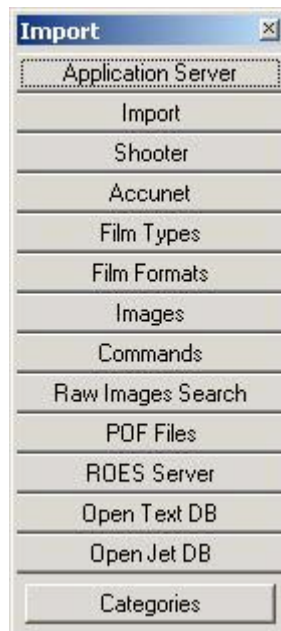 Import
Application Server
Import
Shooter
Accunet
Film Types
Film Formats
Images
Commands
Raw Images Search
POF Files
ROES Server
Open Text DB
Open Jet DB
Categories